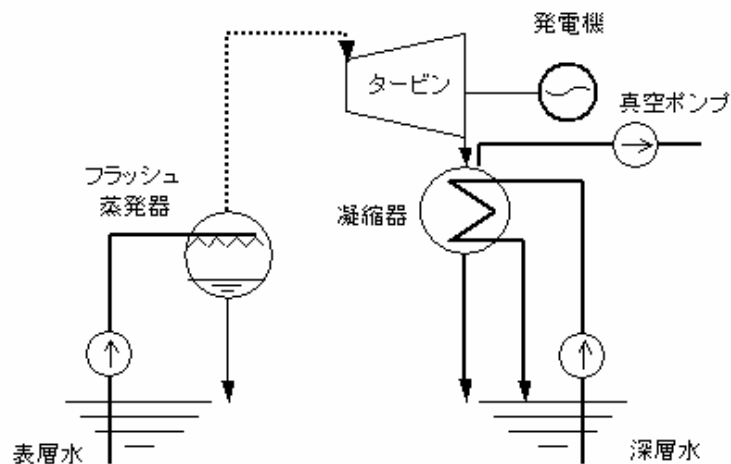 発電機
タービン
真空ポンプ
フラッシュ
蒸発器
凝縮器
表層水
深層水